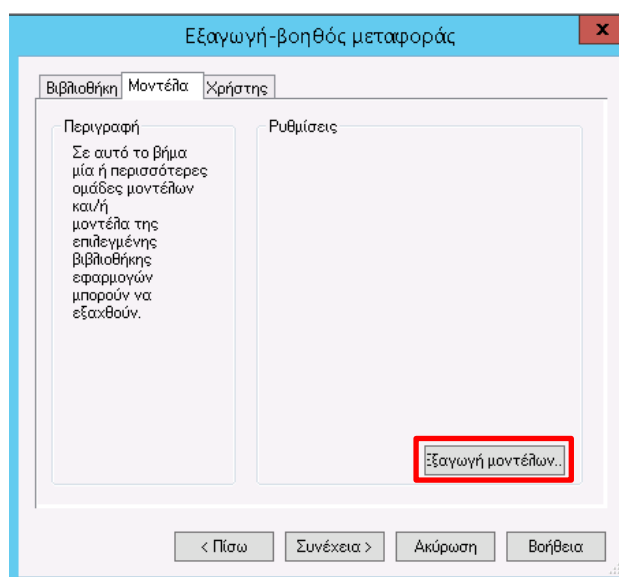 Εξαγωγή-βοηθός μεταφοράς
x
Βιβλιοθήκη Μοντέλα Χρήστης
Περιγραφή
Σε αυτό το βήμα
μία ή περισσότερες
ομάδες μοντέλων
και/ή
μοντέλα της
επιλεγμένης
βιβλιοθήκης
εφαρμογών
μπορούν να
εξαχθούν.
Ρυθμίσεις
Εξαγωγή μοντέλων..
< Πίσω Συνέχεια > Ακύρωση Βοήθεια